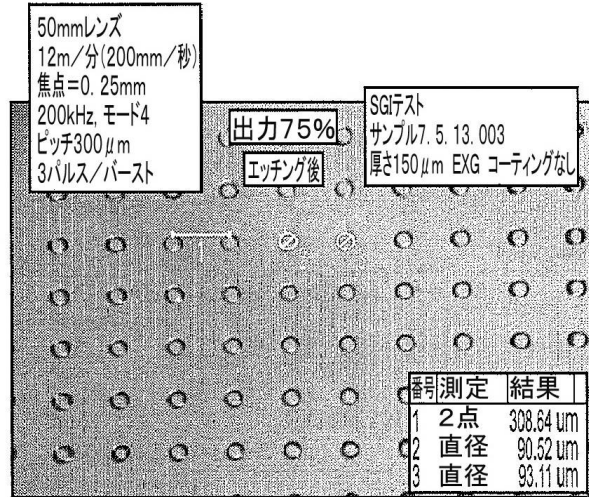 50mmレンズ
12m/分(200mm/秒)
焦点=0.25mm
200kHz, モード4
ピッチ300μm
3パルス/バースト
出力75%
エッチング後
SGIテスト
サンプル7.5.13.003
厚さ150μm EXG コーティングなし
番号 測定 結果
1 2点 308.64 um
2 直径 90.52 um
3 直径 93.11 um
1
2